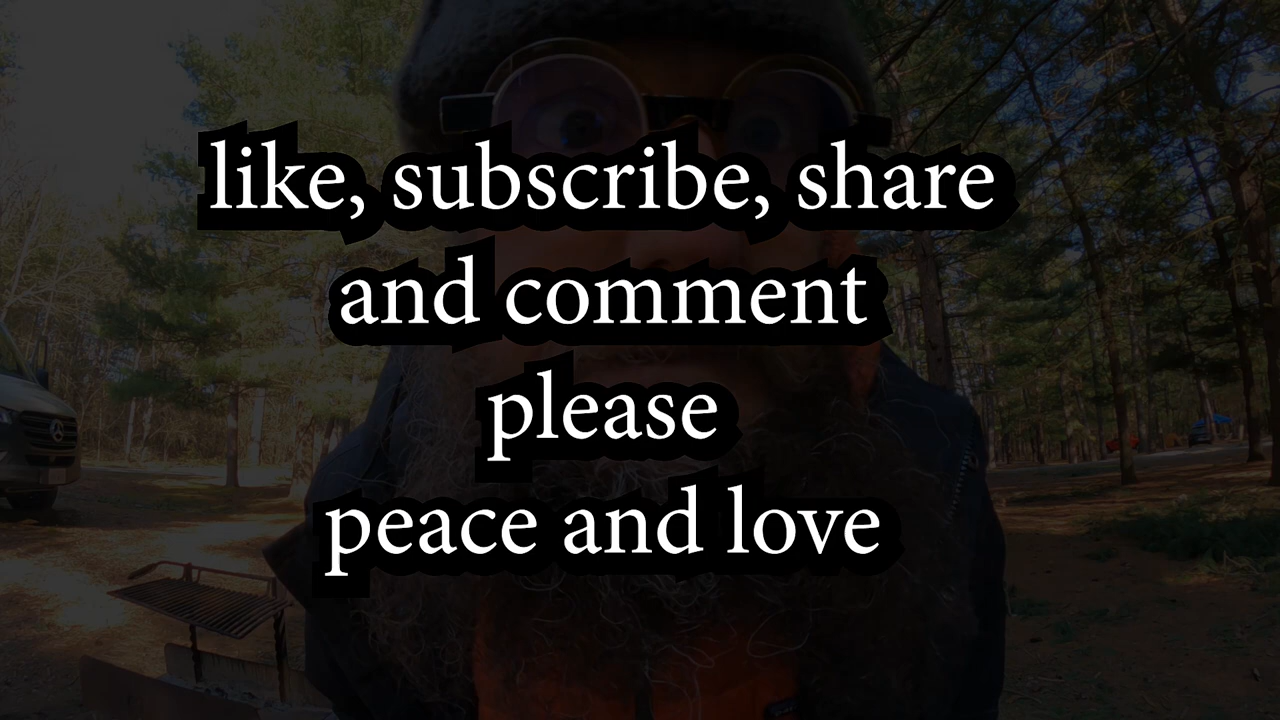 like, subscribe, share
and comment
please
peace and love